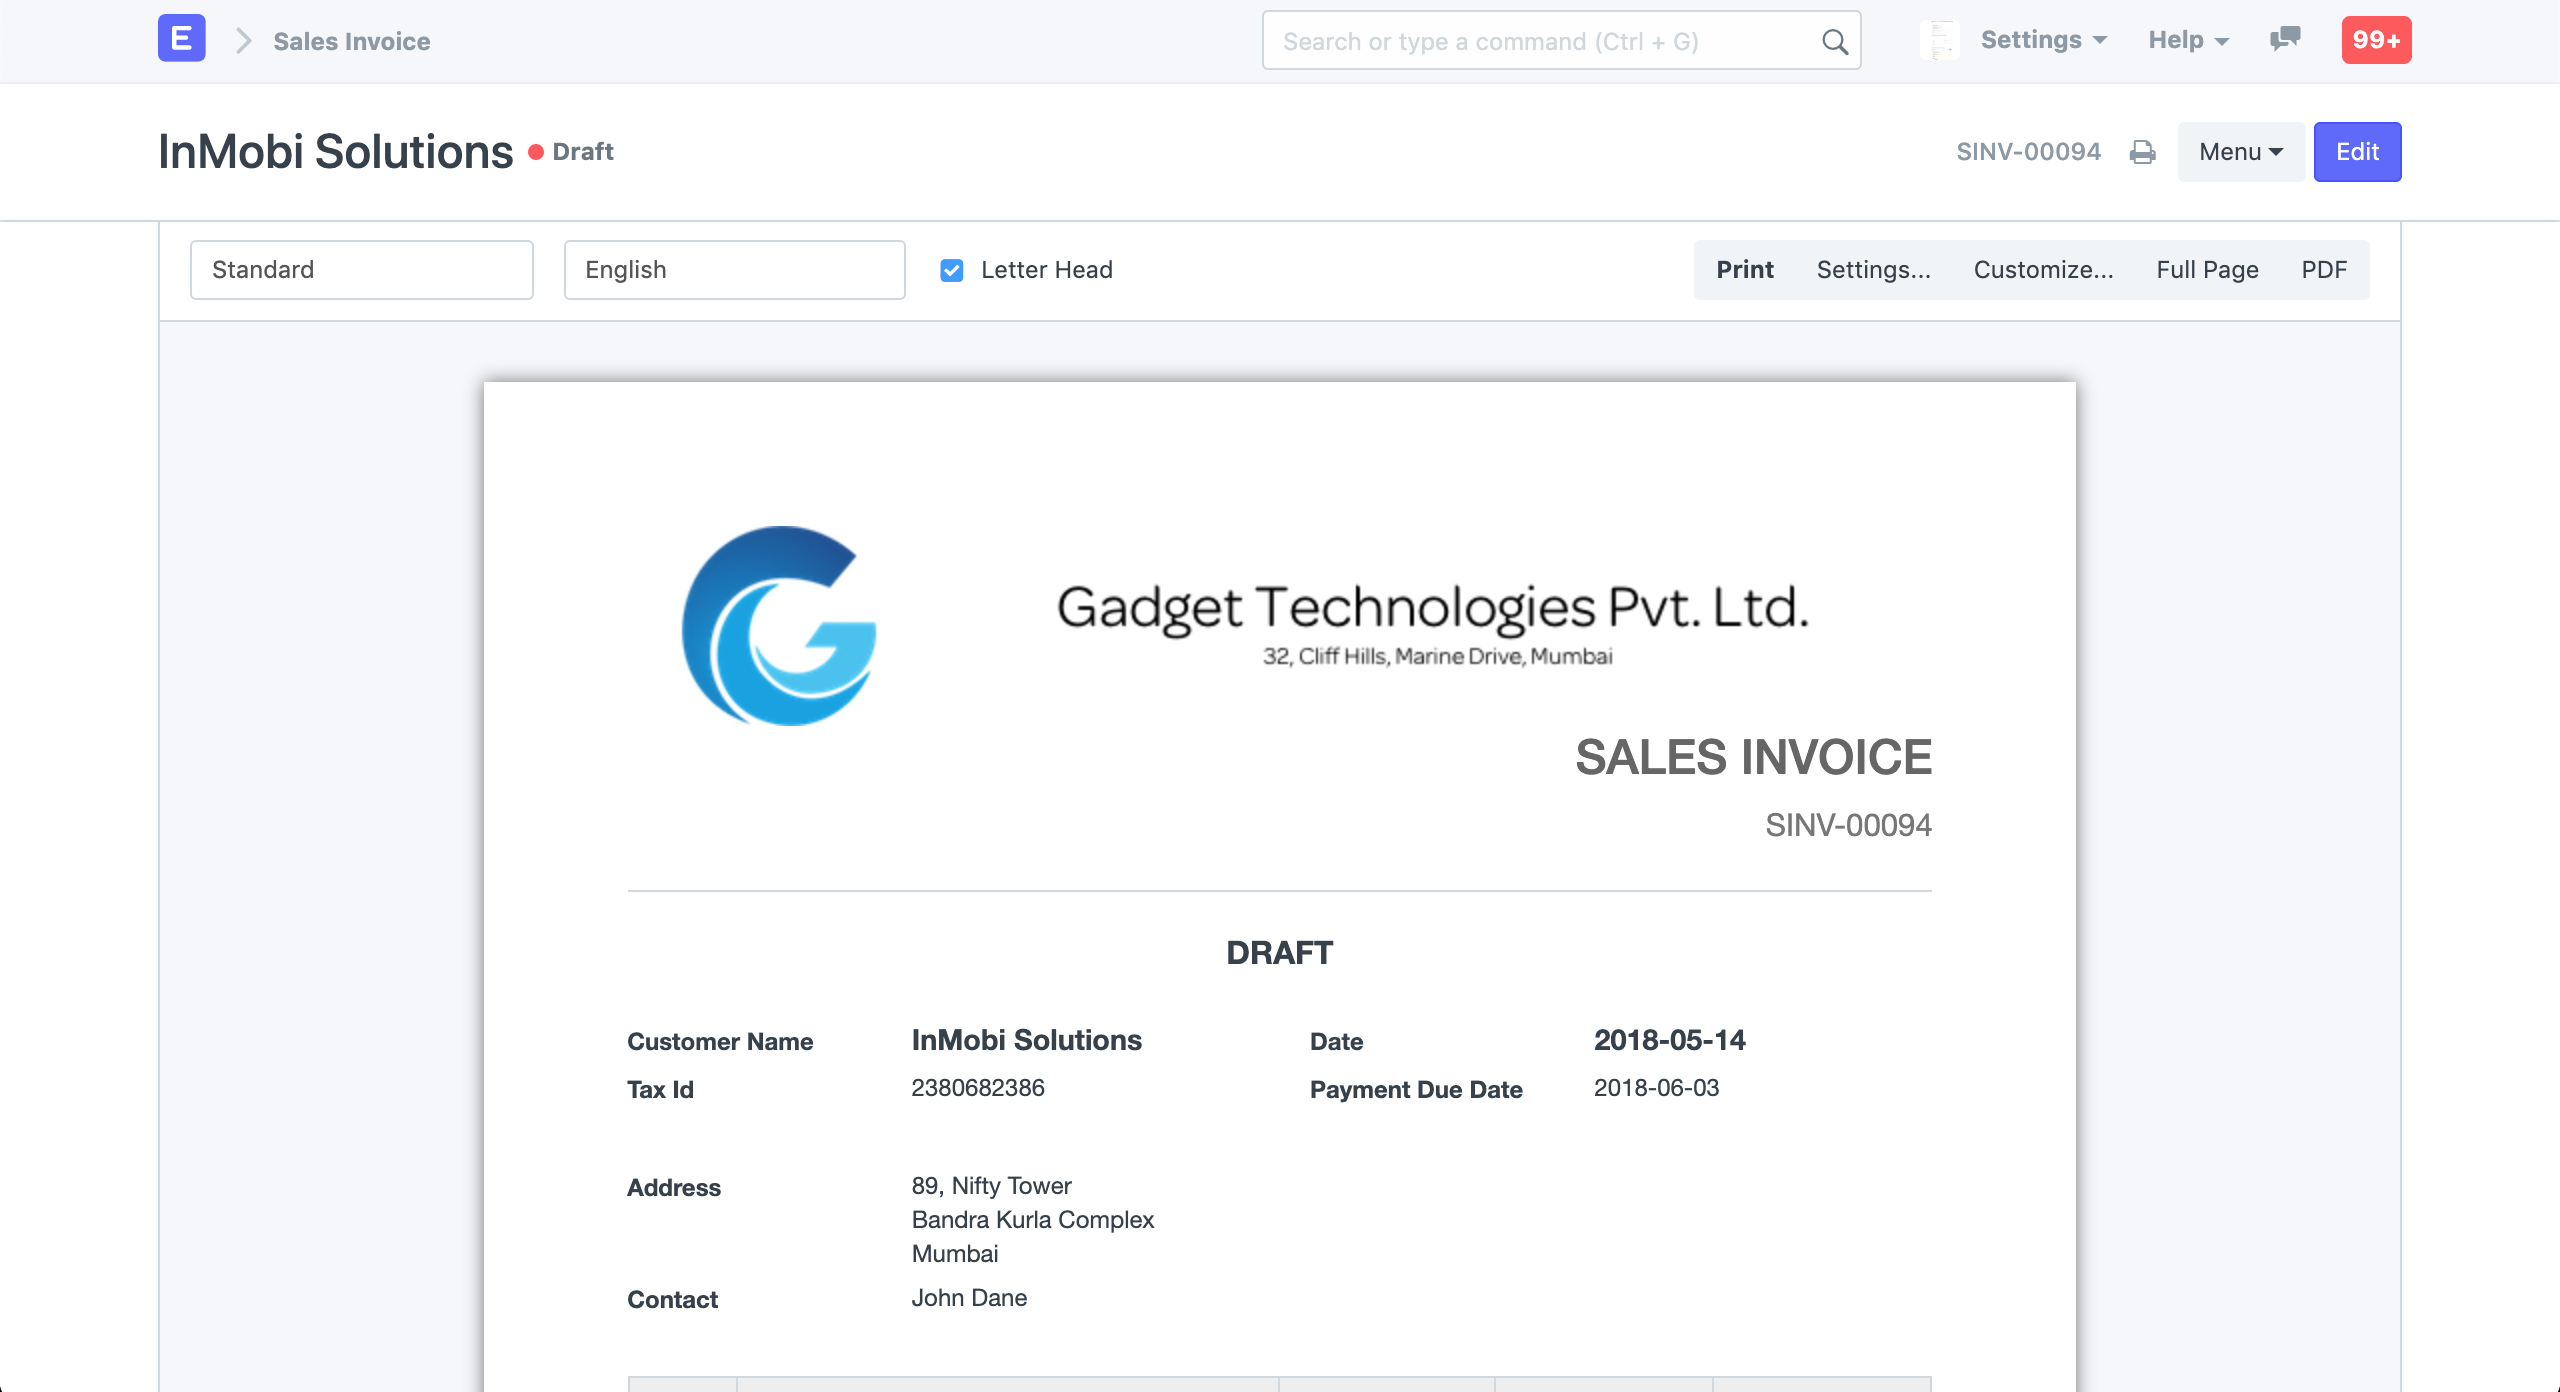 E Sales Invoice Search or type a command (Ctrl + G) Settings Help 99+
InMobi Solutions Draft SINV-00094 Menu Edit
Standard English Letter Head Print Settings... Customize... Full Page PDF
Gadget Technologies Pvt. Ltd.
32, Cliff Hills, Marine Drive, Mumbai
SALES INVOICE
SINV-00094
DRAFT
Customer Name InMobi Solutions Date 2018-05-14
Tax Id 2380682386 Payment Due Date 2018-06-03
Address 89, Nifty Tower
Bandra Kurla Complex
Mumbai
Contact John Dane